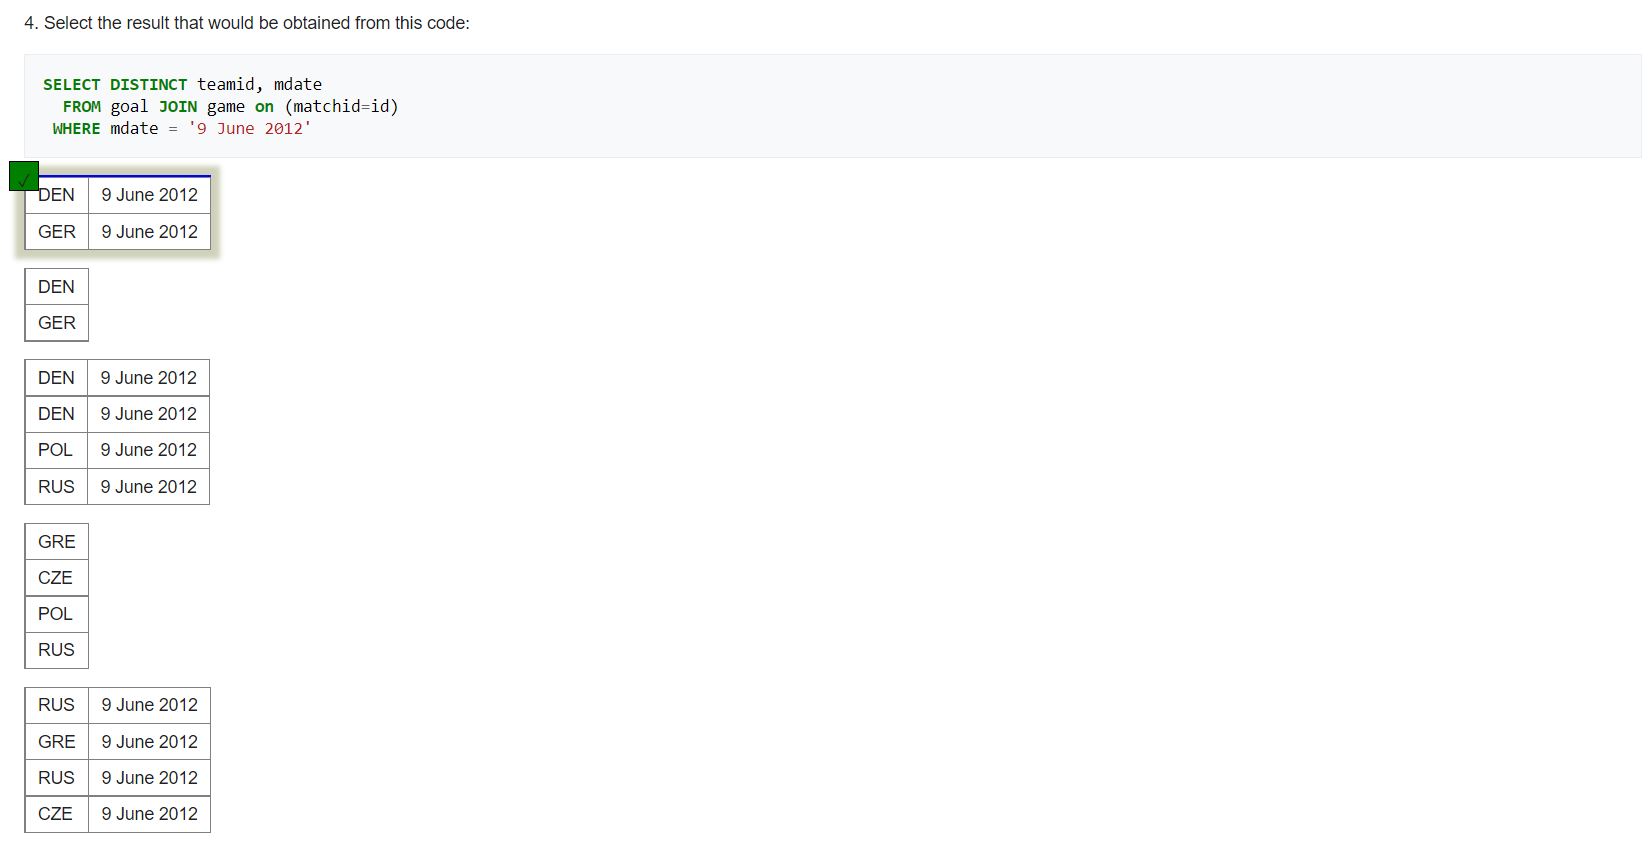 4. Select the result that would be obtained from this code:
SELECT DISTINCT teamid, mdate
FROM goal JOIN game on (matchid=id)
WHERE mdate = '9 June 2012'
✓
DEN 9 June 2012
GER 9 June 2012
DEN
GER
DEN 9 June 2012
DEN 9 June 2012
POL 9 June 2012
RUS 9 June 2012
GRE
CZE
POL
RUS
RUS 9 June 2012
GRE 9 June 2012
RUS 9 June 2012
CZE 9 June 2012